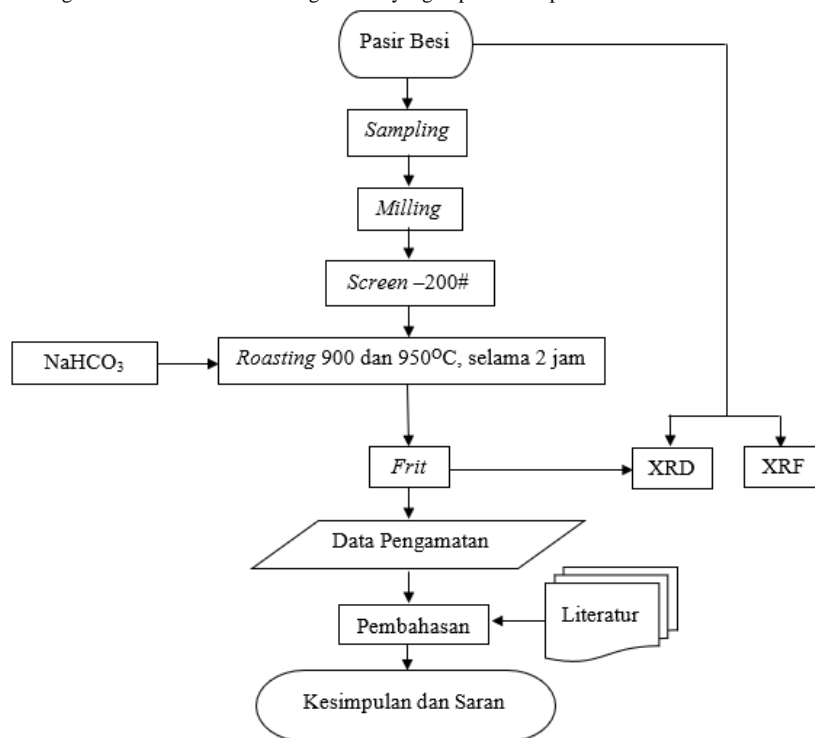 Pasir Besi
Sampling
Milling
Screen –200#
NaHCO₃
Roasting 900 dan 950°C, selama 2 jam
Frit
XRD
XRF
Data Pengamatan
Pembahasan
Literatur
Kesimpulan dan Saran